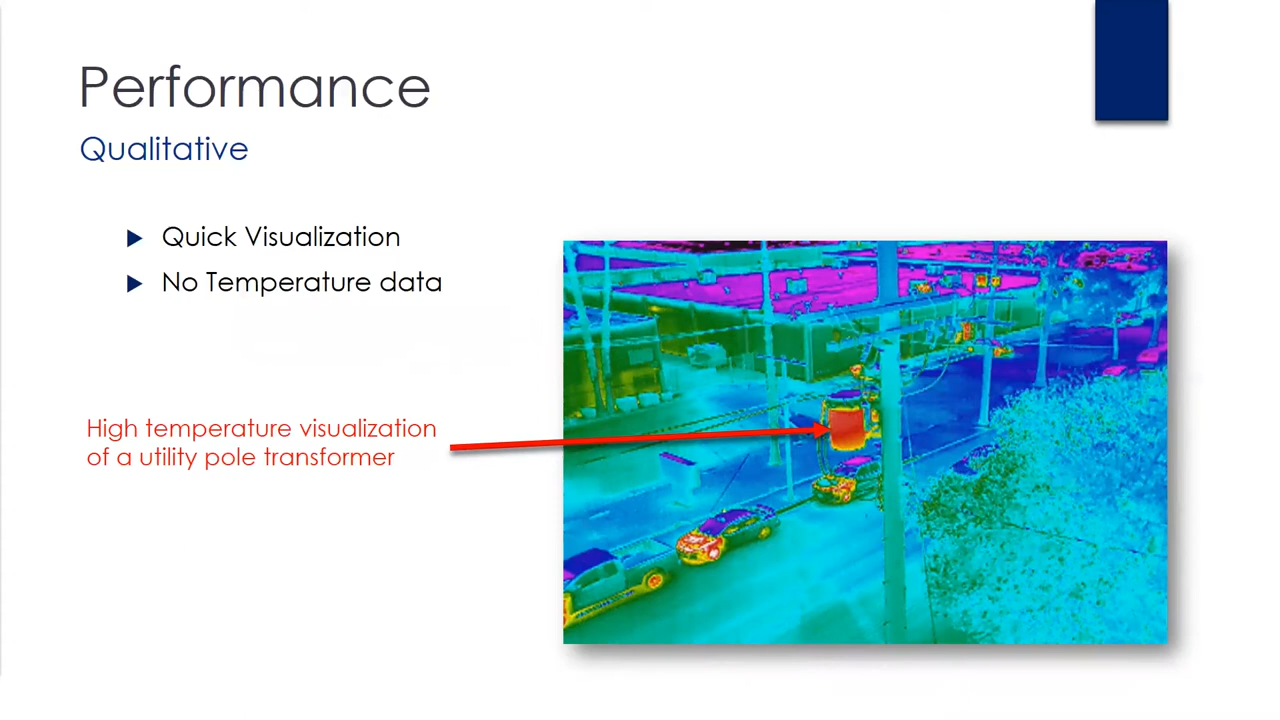 Performance
Qualitative
Quick Visualization
No Temperature data
High temperature visualization
of a utility pole transformer